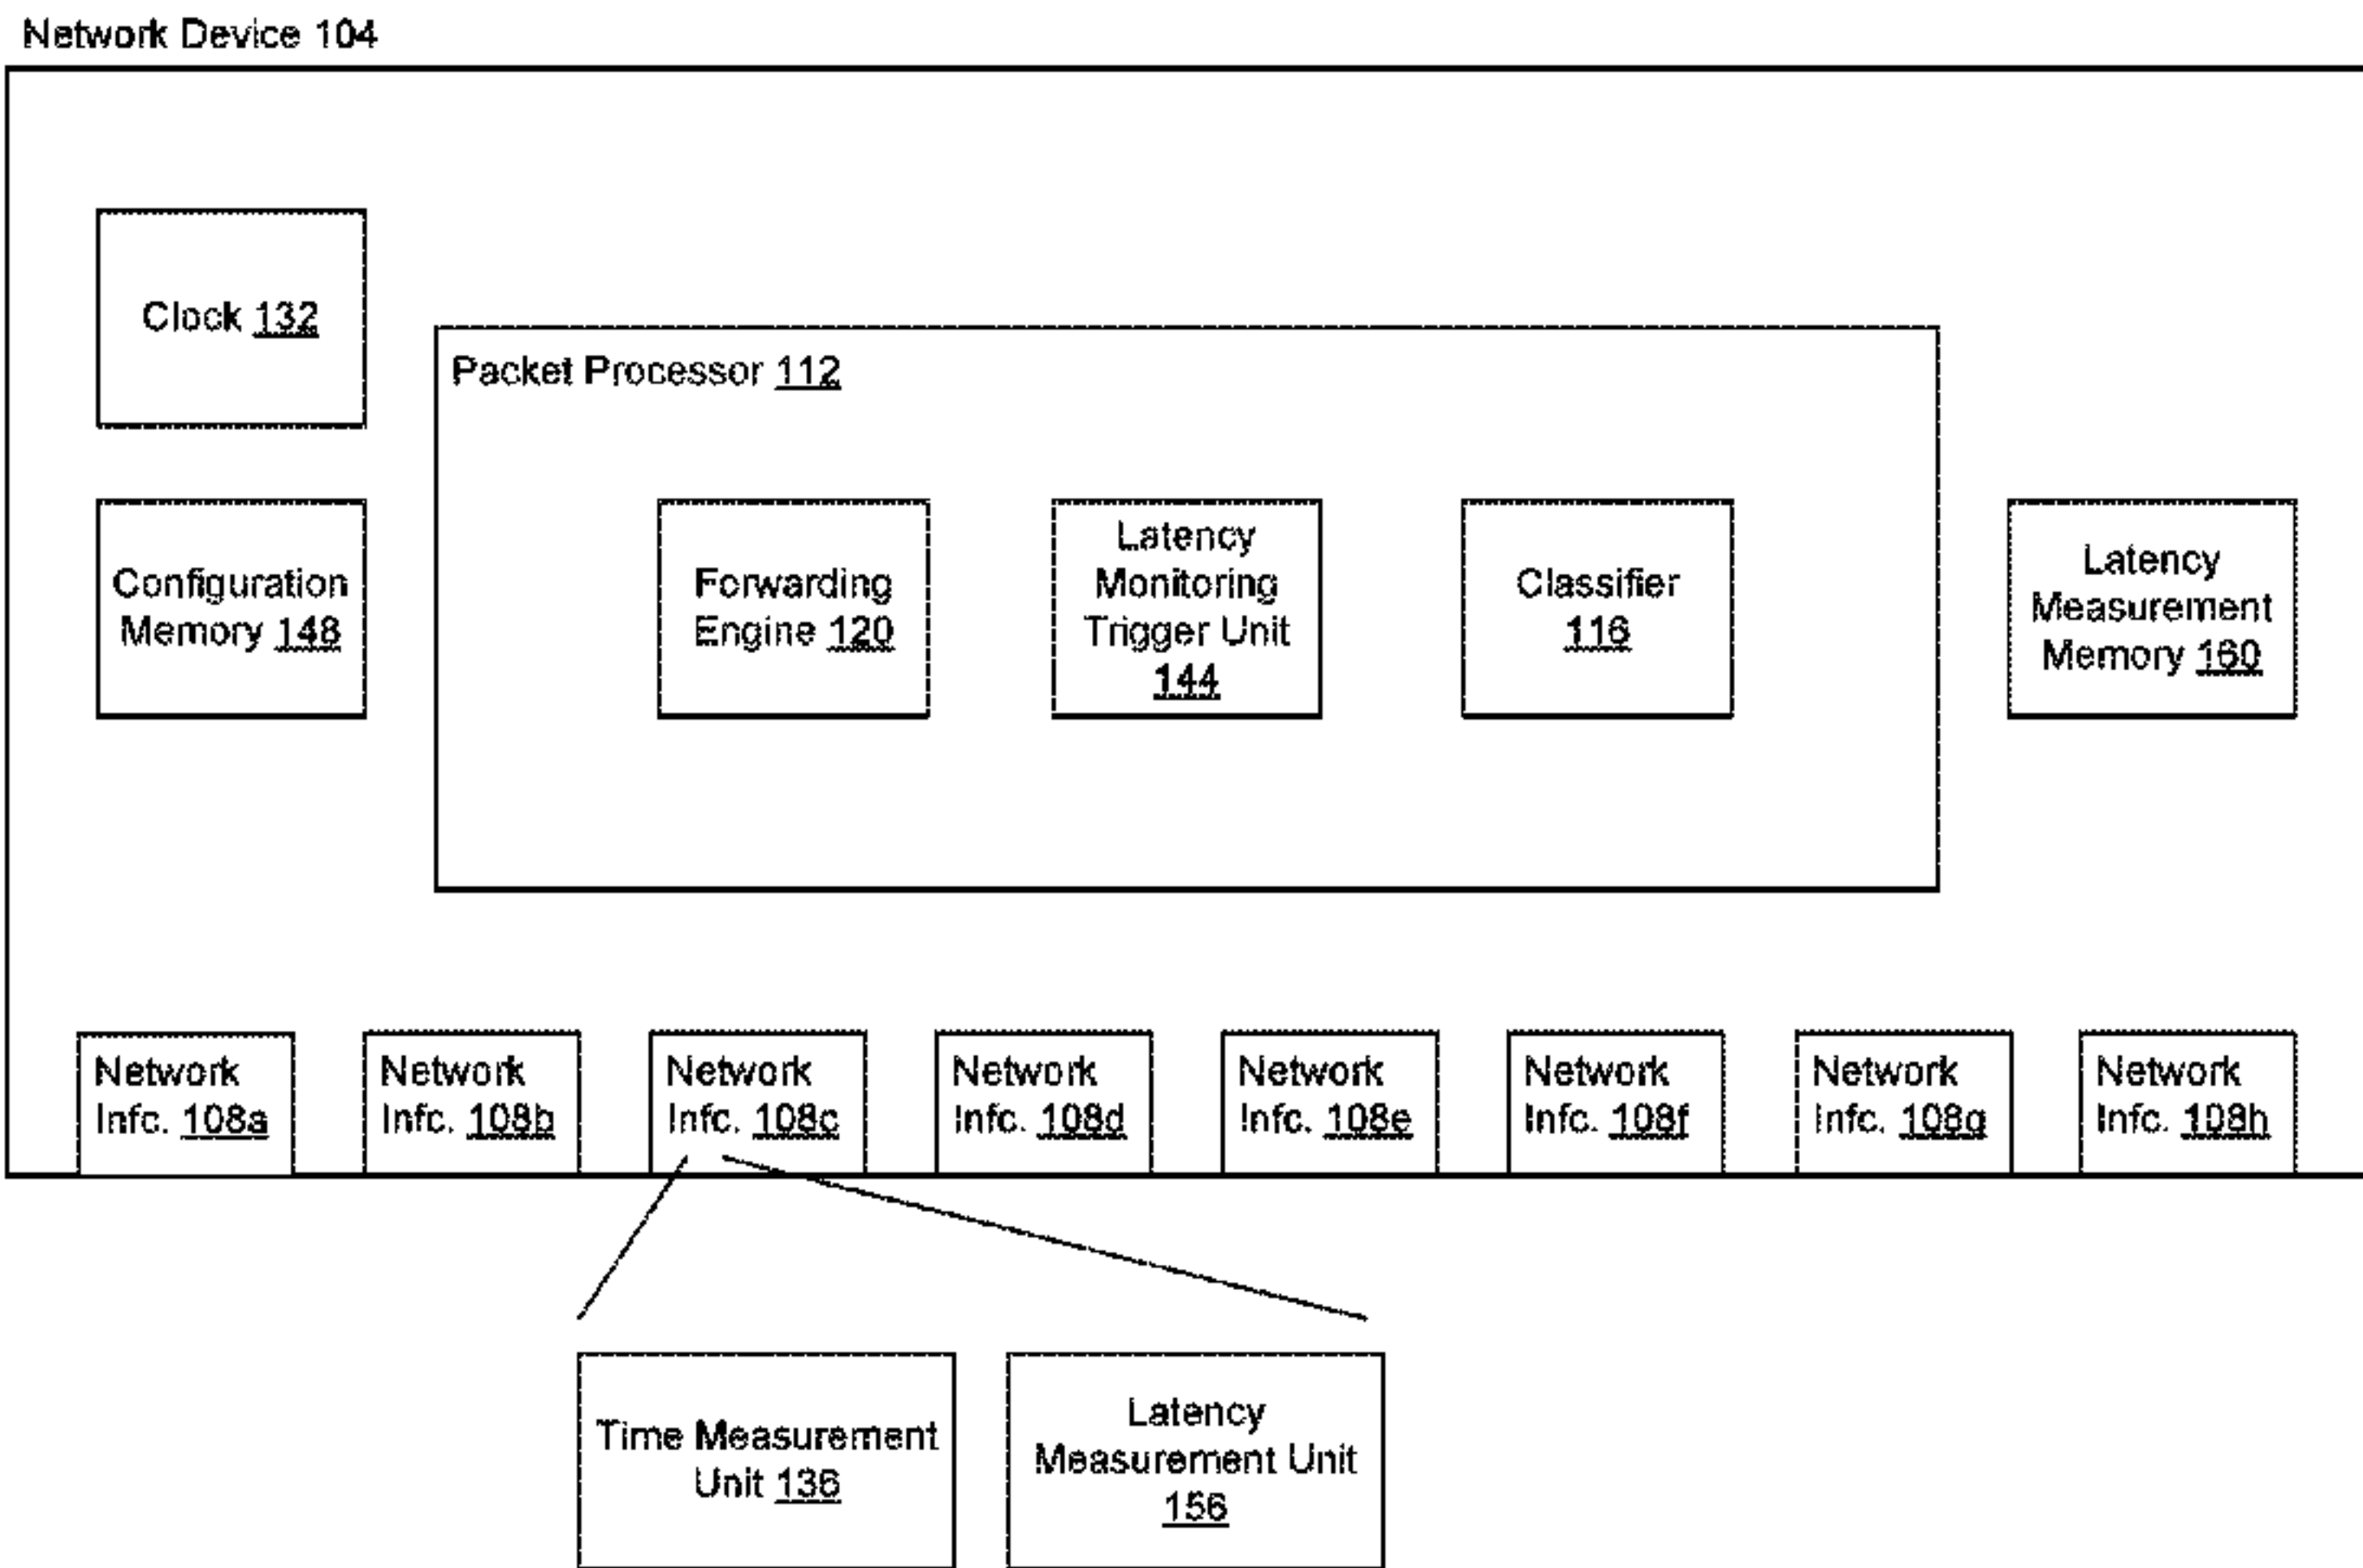 Network Device 104
Clock 132
Packet Processor 112
Configuration
Memory 148
Forwarding
Engine 120
Latency
Monitoring
Trigger Unit
144
Classifier
116
Latency
Measurement
Memory 160
Network
Infc. 108a
Network
Infc. 108b
Network
Infc. 108c
Network
Infc. 108d
Network
Infc. 108e
Network
Infc. 108f
Network
Infc. 108g
Network
Infc. 108h
Time Measurement
Unit 136
Latency
Measurement Unit
156